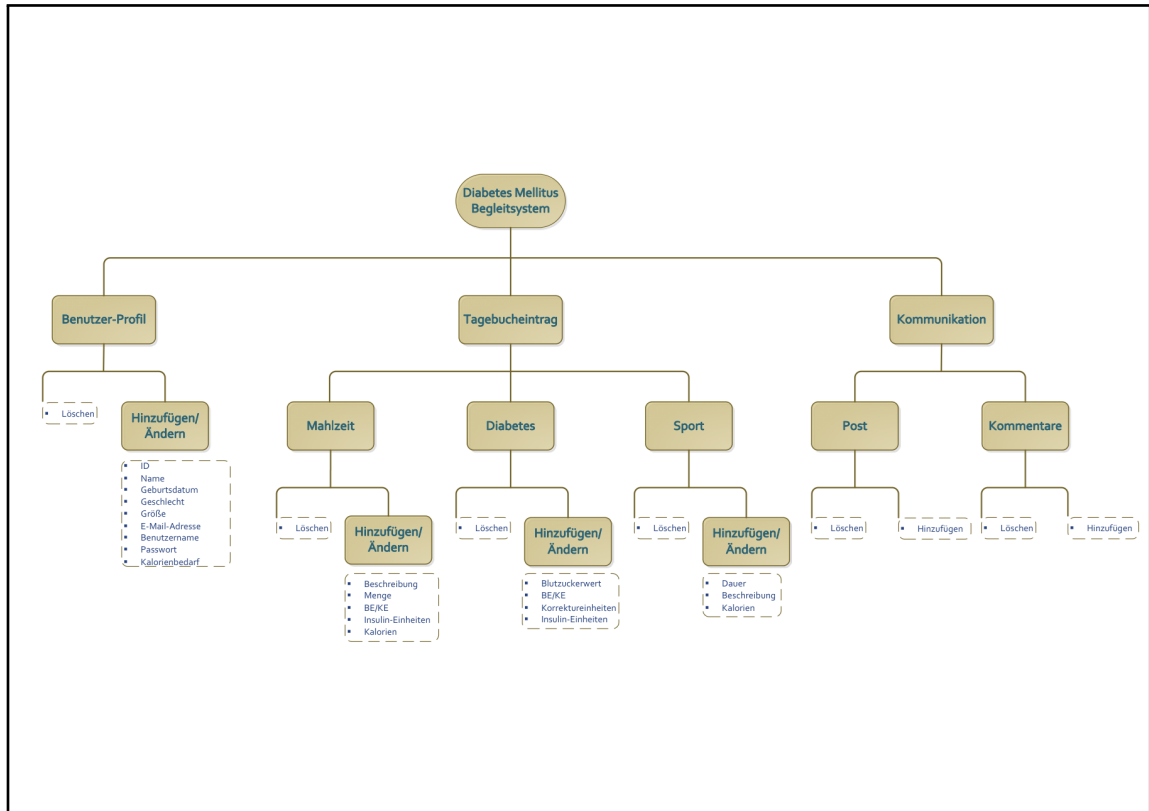 Diabetes Mellitus
Begleitsystem
Benutzer-Profil
Tagebucheintrag
Kommunikation
Löschen
Hinzufügen/
Ändern
ID
Name
Geburtsdatum
Geschlecht
Größe
E-Mail-Adresse
Benutzername
Passwort
Kalorienbedarf
Mahlzeit
Diabetes
Sport
Post
Kommentare
Löschen
Hinzufügen/
Ändern
Beschreibung
Menge
BE/KE
Insulin-Einheiten
Kalorien
Löschen
Hinzufügen/
Ändern
Blutzuckerwert
BE/KE
Korrektureinheiten
Insulin-Einheiten
Löschen
Hinzufügen/
Ändern
Dauer
Beschreibung
Kalorien
Löschen
Hinzufügen
Löschen
Hinzufügen